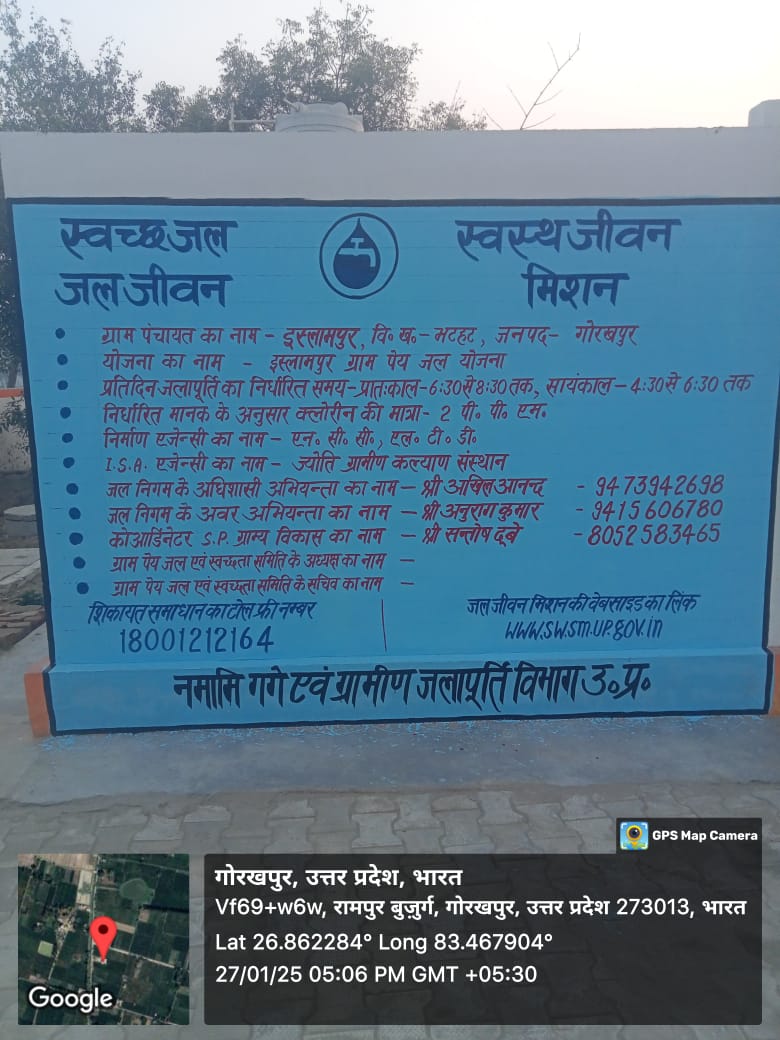 स्वच्छ जल
स्वस्थ जीवन
जल जीवन
मिशन
• ग्राम पंचायत का नाम - इस्लामपुर, वि० ख०- भटहट, जनपद- गोरखपुर
• योजना का नाम - इस्लामपुर ग्राम पेय जल योजना
• प्रतिदिन जलापूर्ति का निर्धारित समय-प्रातःकाल-6:30से8:30 तक, सायंकाल-4:30से 6:30 तक
• निर्धारित मानक के अनुसार क्लोरीन की मात्रा- 2 पी० पी० एम०
• निर्माण एजेन्सी का नाम - एन० सी० सी०, एल० टी० डी०
• I.S.A. एजेन्सी का नाम - ज्योति ग्रामीण कल्याण संस्थान
• जल निगम के अधिशासी अभियन्ता का नाम - श्री अखिल आनन्द - 9473942698
• जल निगम के अवर अभियन्ता का नाम - श्री अनुराग कुमार - 9415606780
• कोआर्डिनेटर S.P. ग्राम्य विकास का नाम - श्री सन्तोष दूबे - 8052583465
• ग्राम पेय जल एवं स्वच्छता समिति के अध्यक्ष का नाम -
• ग्राम पेय जल एवं स्वच्छता समिति के सचिव का नाम -
शिकायत समाधान का टोल फ्री नम्बर
18001212164
जल जीवन मिशन की वेबसाइड का लिंक
WWW.SWSM.UP.GOV.in
नमामि गगे एवं ग्रामीण जलापूर्ति विभाग उ०प्र०
GPS Map Camera
गोरखपुर, उत्तर प्रदेश, भारत
Vf69+w6w, रामपुर बुज़ुर्ग, गोरखपुर, उत्तर प्रदेश 273013, भारत
Lat 26.862284° Long 83.467904°
27/01/25 05:06 PM GMT +05:30
Google